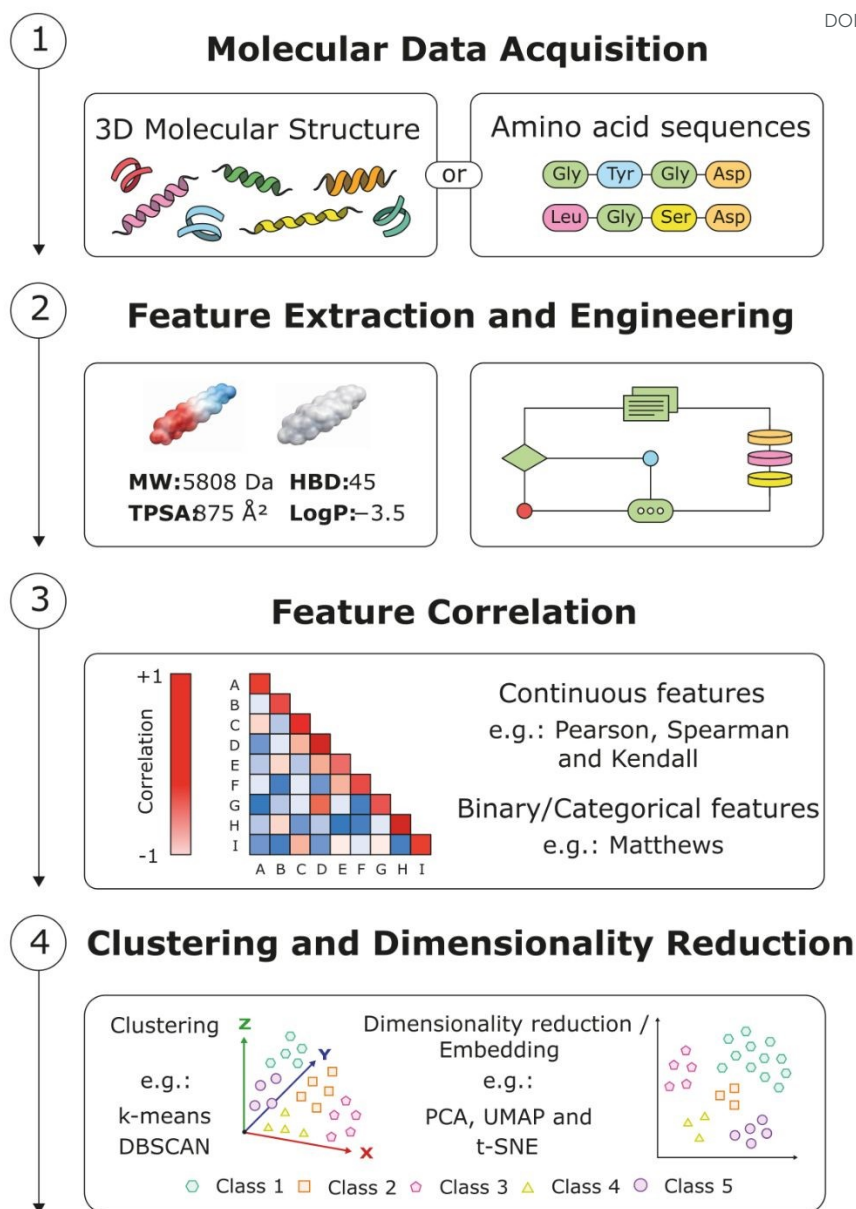 DOI
1
Molecular Data Acquisition
3D Molecular Structure
or
Amino acid sequences
Gly Tyr Gly Asp
Leu Gly Ser Asp
2
Feature Extraction and Engineering
MW:5808 Da HBD:45
TPSA:875 Å² LogP:−3.5
3
Feature Correlation
+1
Correlation
-1
A
B
C
D
E
F
G
H
I
A B C D E F G H I
Continuous features
e.g.: Pearson, Spearman
and Kendall
Binary/Categorical features
e.g.: Matthews
4
Clustering and Dimensionality Reduction
Clustering
e.g.:
k-means
DBSCAN
Z
Y
X
Dimensionality reduction /
Embedding
e.g.:
PCA, UMAP and
t-SNE
Class 1 Class 2 Class 3 Class 4 Class 5